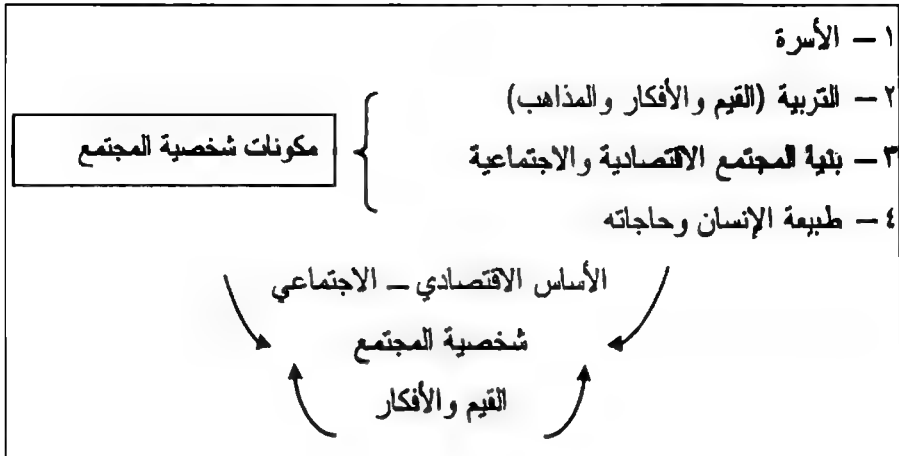 ١ – الأسرة
٢ – التربية (القيم والأفكار والمذاهب)
مكونات شخصية المجتمع
٣ – بنية المجتمع الاقتصادية والاجتماعية
٤ – طبيعة الإنسان وحاجاته
الأساس الاقتصادي – الاجتماعي
شخصية المجتمع
القيم والأفكار